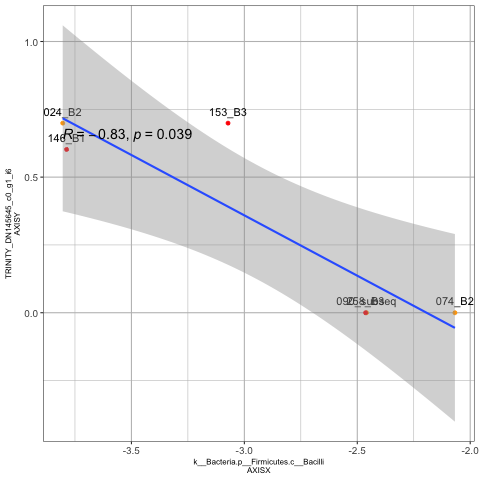 1.0
024_B2
153_B3
R = −0.83, p = 0.039
146_B1
0.5
074_B2
0.0
-3.5
-3.0
-2.5
-2.0
k__Bacteria.p__Firmicutes.c__Bacilli
AXISX
TRINITY_DN145645_c0_g1_i6
AXISY